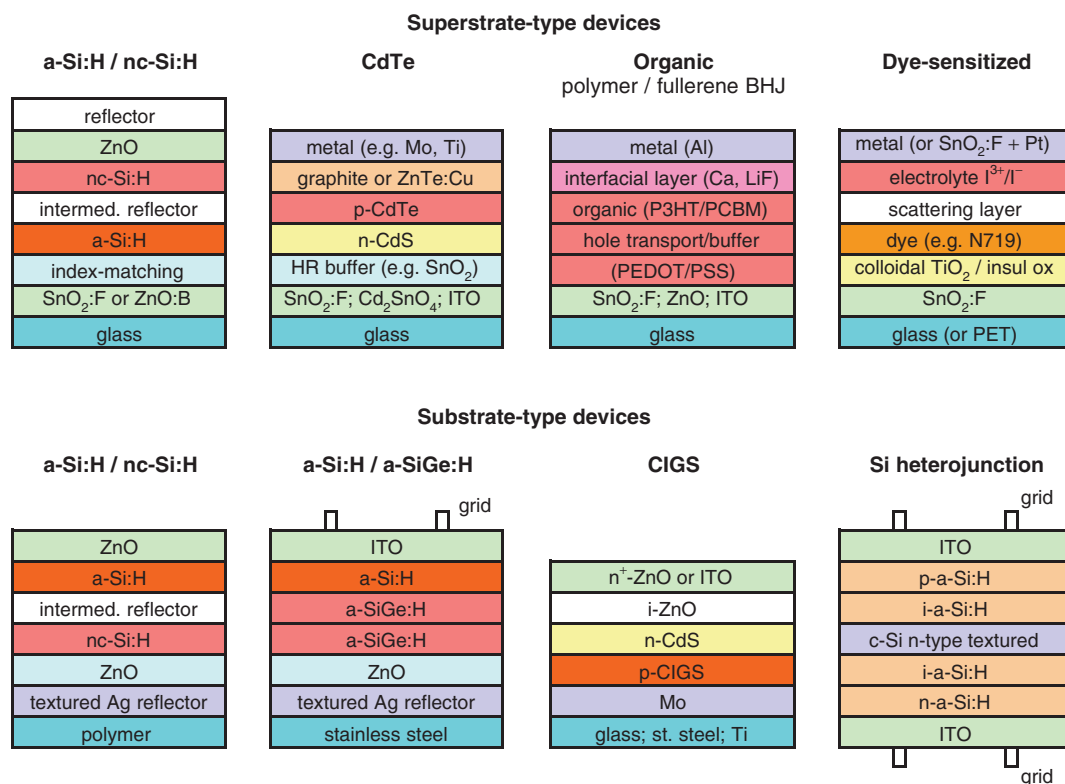 Superstrate-type devices
a-Si:H / nc-Si:H
reflector
ZnO
nc-Si:H
intermed. reflector
a-Si:H
index-matching
SnO₂:F or ZnO:B
glass
CdTe
metal (e.g. Mo, Ti)
graphite or ZnTe:Cu
p-CdTe
n-CdS
HR buffer (e.g. SnO₂)
SnO₂:F; Cd₂SnO₄; ITO
glass
Organic
polymer / fullerene BHJ
metal (Al)
interfacial layer (Ca, LiF)
organic (P3HT/PCBM)
hole transport/buffer
(PEDOT/PSS)
SnO₂:F; ZnO; ITO
glass
Dye-sensitized
metal (or SnO₂:F + Pt)
electrolyte I³⁺/I⁻
scattering layer
dye (e.g. N719)
colloidal TiO₂ / insul ox
SnO₂:F
glass (or PET)
Substrate-type devices
a-Si:H / nc-Si:H
ZnO
a-Si:H
intermed. reflector
nc-Si:H
ZnO
textured Ag reflector
polymer
a-Si:H / a-SiGe:H
grid
ITO
a-Si:H
a-SiGe:H
a-SiGe:H
ZnO
textured Ag reflector
stainless steel
CIGS
n⁺-ZnO or ITO
i-ZnO
n-CdS
p-CIGS
Mo
glass; st. steel; Ti
Si heterojunction
grid
ITO
p-a-Si:H
i-a-Si:H
c-Si n-type textured
i-a-Si:H
n-a-Si:H
ITO
grid